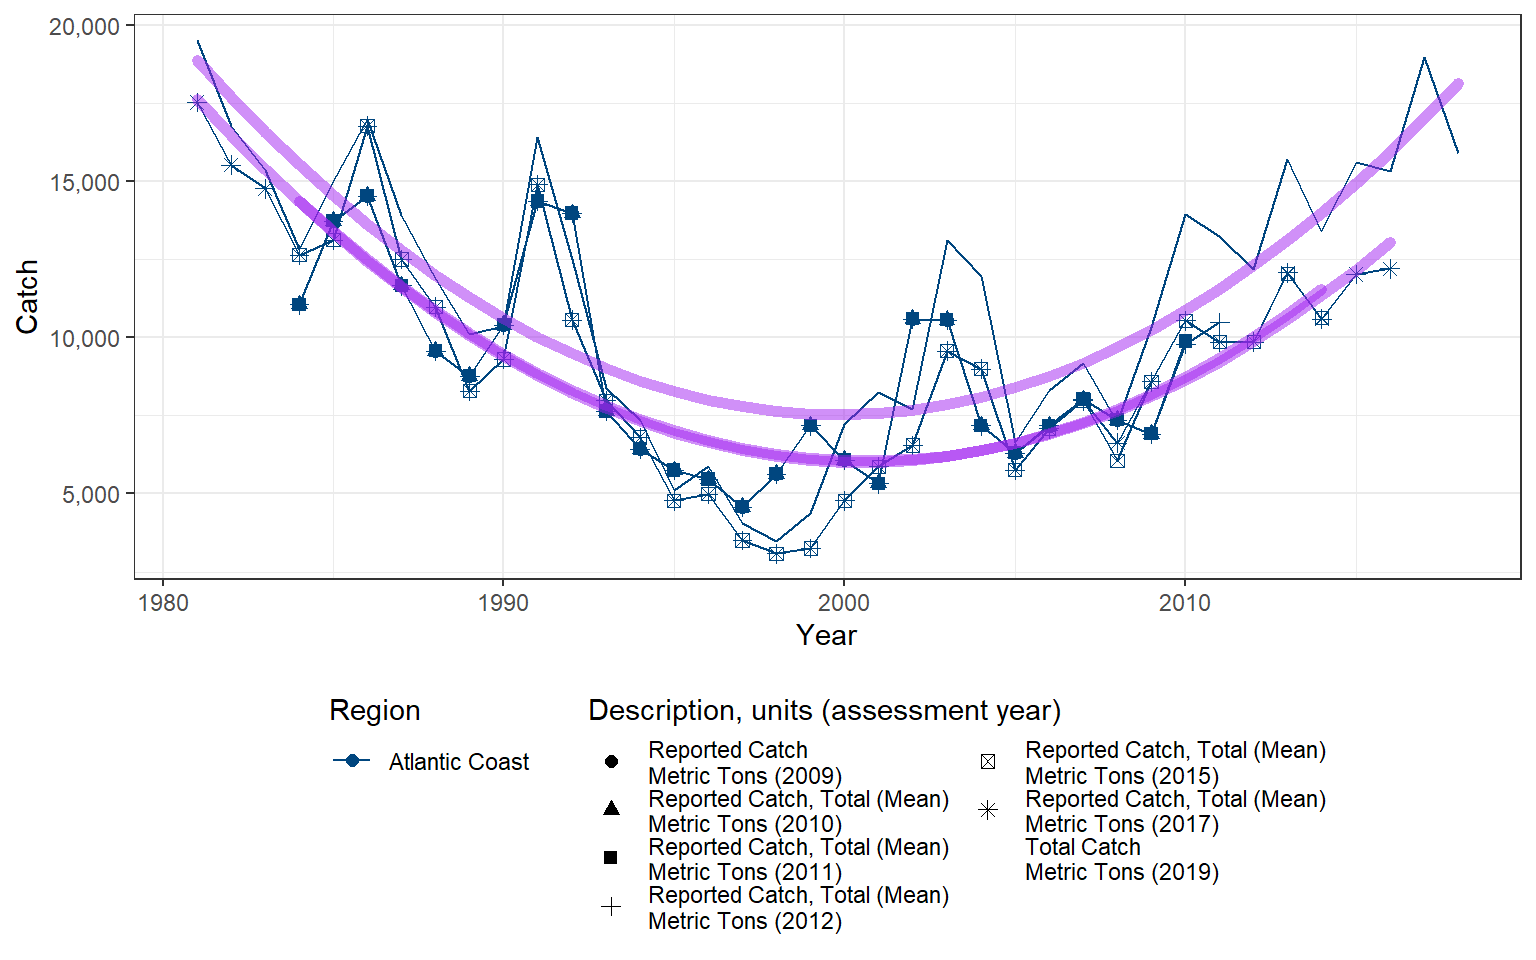 20,000
15,000
10,000
5,000
Catch
1980
1990
2000
2010
Year
Region
Atlantic Coast
Description, units (assessment year)
Reported Catch
Metric Tons (2009)
Reported Catch, Total (Mean)
Metric Tons (2010)
Reported Catch, Total (Mean)
Metric Tons (2011)
Reported Catch, Total (Mean)
Metric Tons (2012)
Reported Catch, Total (Mean)
Metric Tons (2015)
Reported Catch, Total (Mean)
Metric Tons (2017)
Total Catch
Metric Tons (2019)